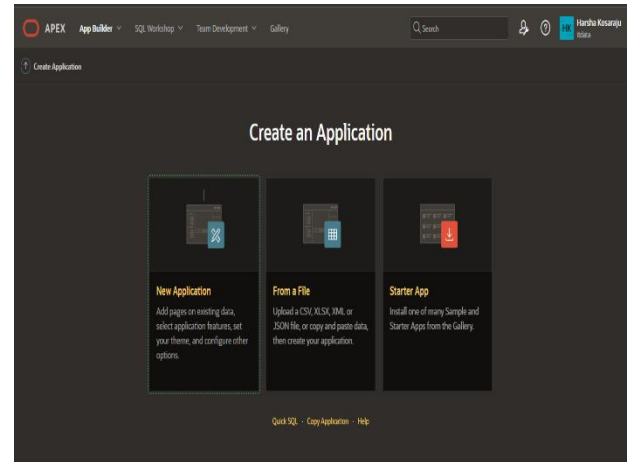 APEX App Builder SQL Workshop Team Development Gallery Search Harsha Kosaraju
HK
Create Application
Create an Application
New Application
Add pages on existing data,
select application features, set
your theme, and configure other
options.
From a File
Upload a CSV, XLSX, XML, or
JSON file, or copy and paste data,
then create your application.
Starter App
Install one of many Sample and
Starter Apps from the Gallery.
Quick SQL · Copy Application · Help